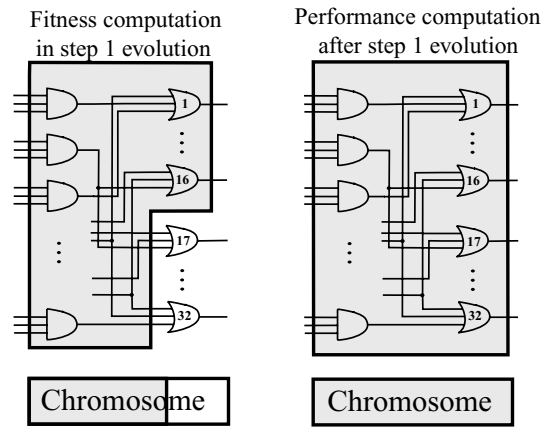 Fitness computation
in step 1 evolution
Performance computation
after step 1 evolution
1
16
17
32
1
16
17
32
Chromosome
Chromosome